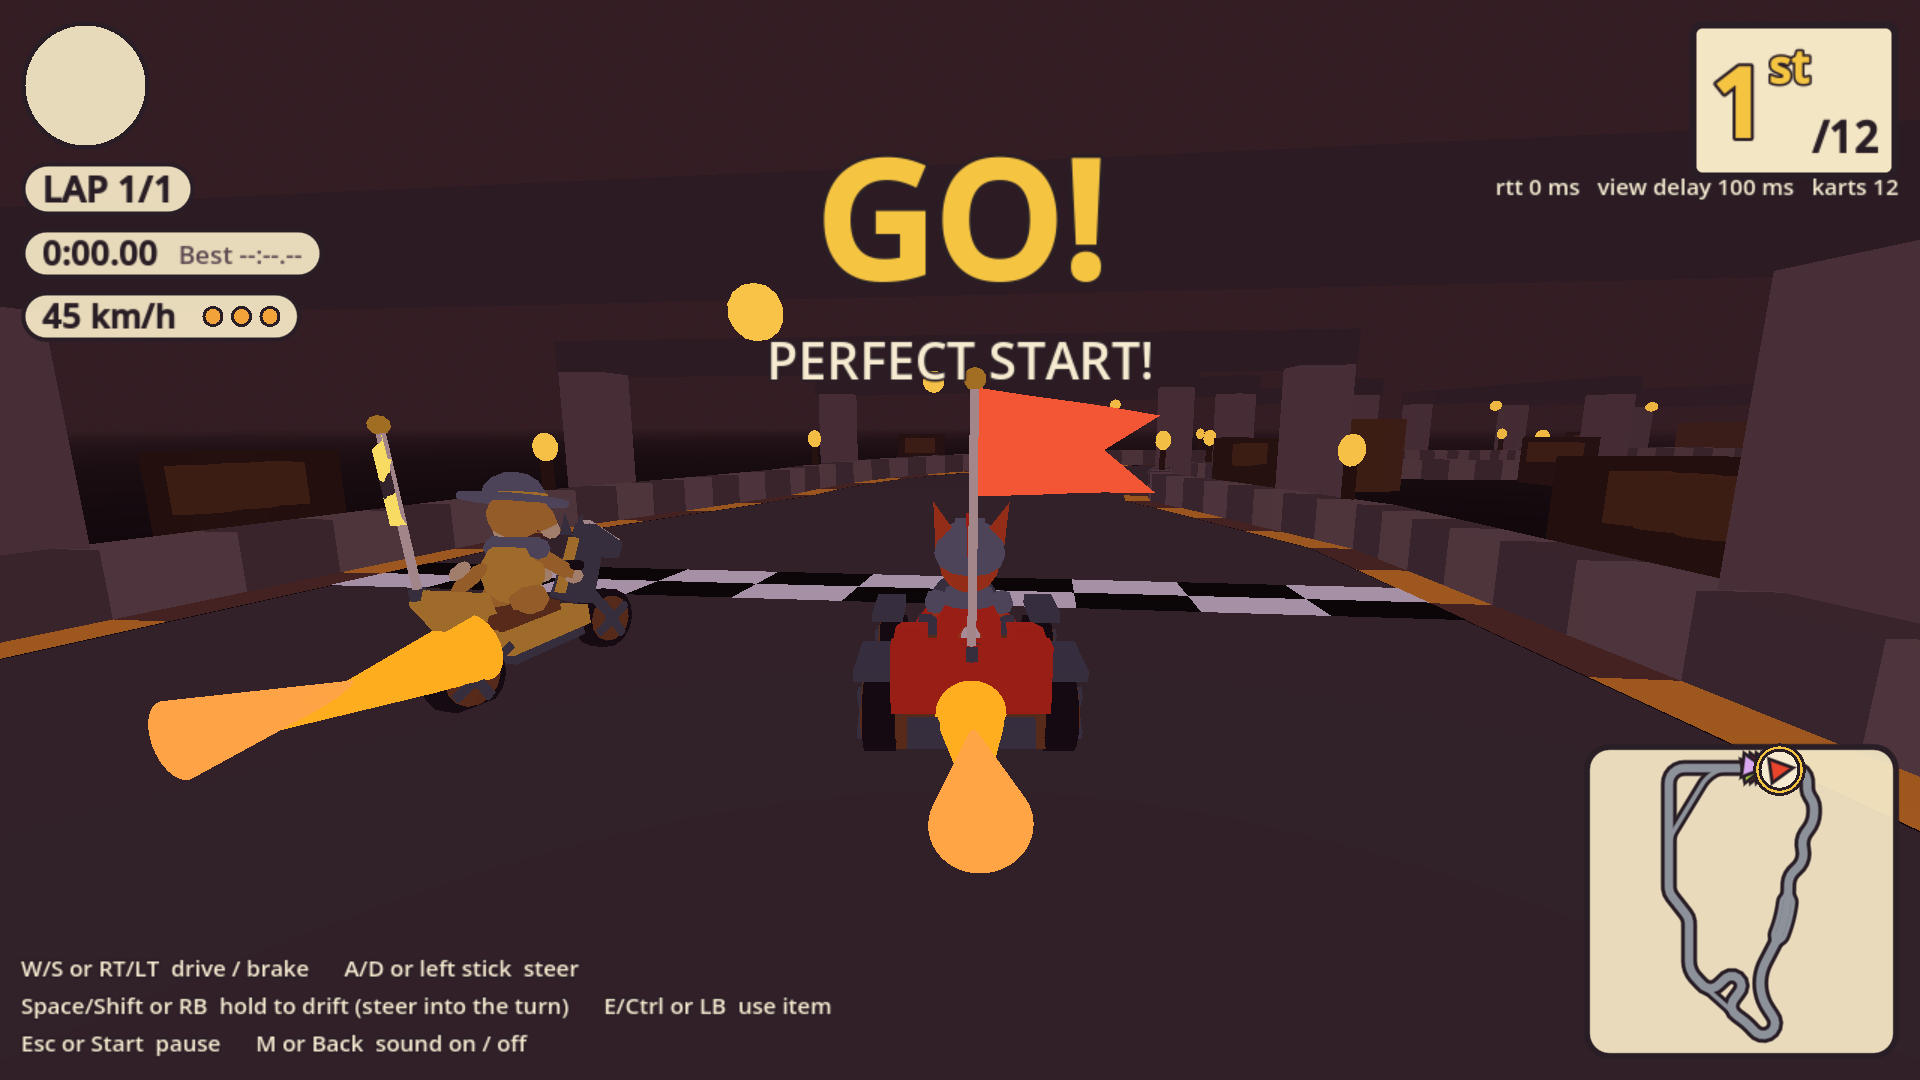 1st
/12
rtt 0 ms view delay 100 ms karts 12
LAP 1/1
0:00.00 Best --:--.--
45 km/h
GO!
PERFECT START!
W/S or RT/LT drive / brake A/D or left stick steer
Space/Shift or RB hold to drift (steer into the turn) E/Ctrl or LB use item
Esc or Start pause M or Back sound on / off